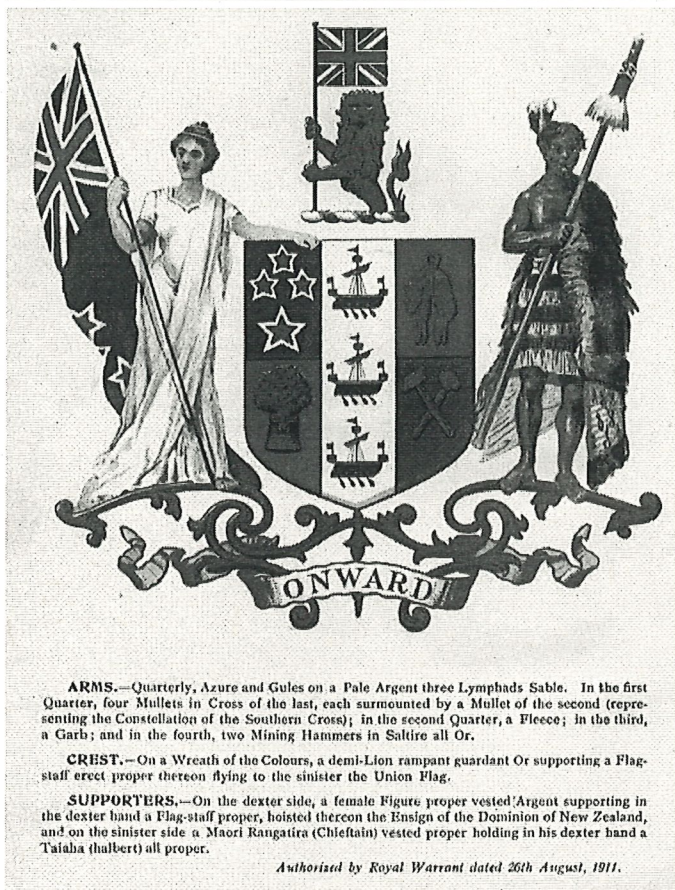 ONWARD
ARMS.—Quarterly, Azure and Gules on a Pale Argent three Lymphads Sable. In the first
Quarter, four Mullets in Cross of the last, each surmounted by a Mullet of the second (repre-
senting the Constellation of the Southern Cross); in the second Quarter, a Fleece; in the third,
a Garb; and in the fourth, two Mining Hammers in Saltire all Or.
CREST.—On a Wreath of the Colours, a demi-Lion rampant guardant Or supporting a Flag-
staff erect proper thereon flying to the sinister the Union Flag.
SUPPORTERS.—On the dexter side, a female Figure proper vested Argent supporting in
the dexter hand a Flag-staff proper, hoisted thereon the Ensign of the Dominion of New Zealand,
and on the sinister side a Maori Rangatira (Chieftain) vested proper holding in his dexter hand a
Taiaha (halbert) all proper.
Authorized by Royal Warrant dated 26th August, 1911.